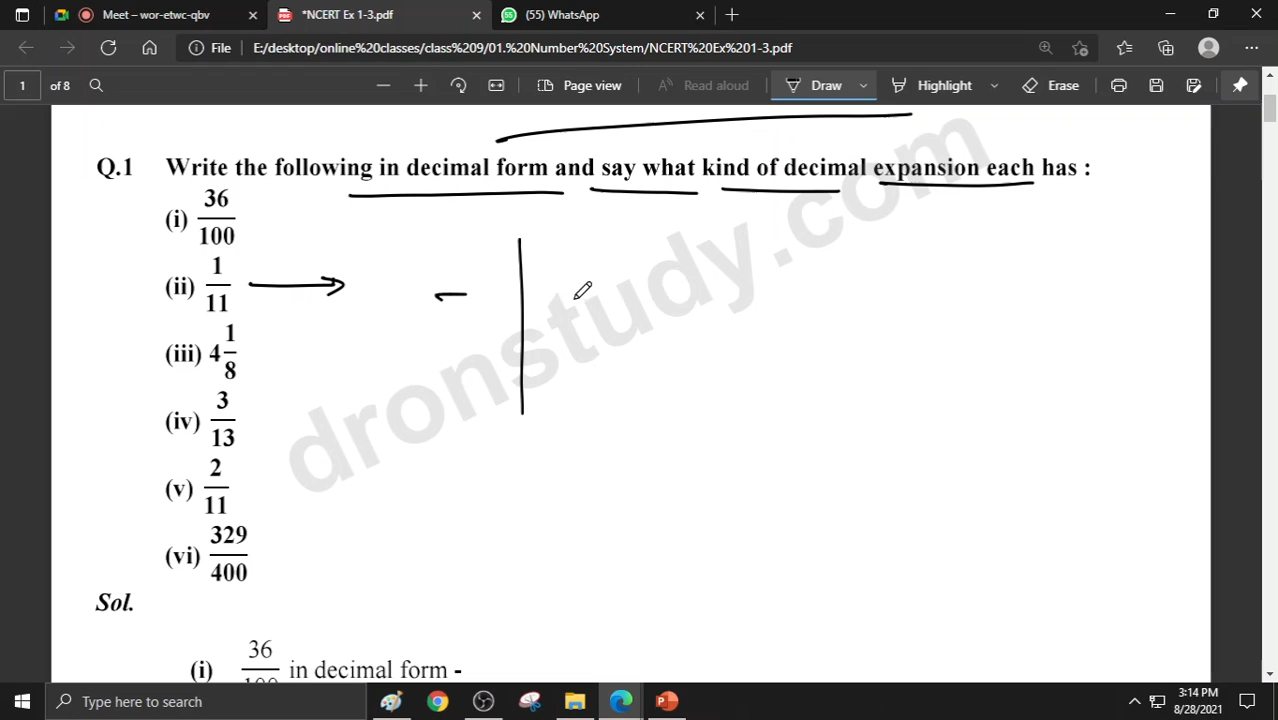 Meet – wor-etwc-qbv
*NCERT Ex 1-3.pdf
(55) WhatsApp
File
E:/desktop/online%20classes/class%209/01.%20Number%20System/NCERT%20Ex%201-3.pdf
1 of 8
Page view
Read aloud
Draw
Highlight
Erase
Q.1 Write the following in decimal form and say what kind of decimal expansion each has :
(i) 36/100
(ii) 1/11
(iii) 4 1/8
(iv) 3/13
(v) 2/11
(vi) 329/400
dronstudy.com
Sol.
(i) 36/100 in decimal form -
Type here to search
3:14 PM
8/28/2021